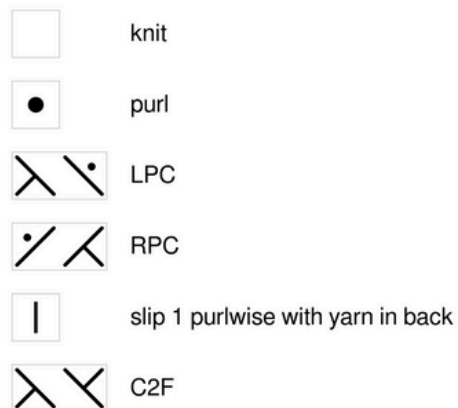 knit
purl
LPC
RPC
slip 1 purlwise with yarn in back
C2F